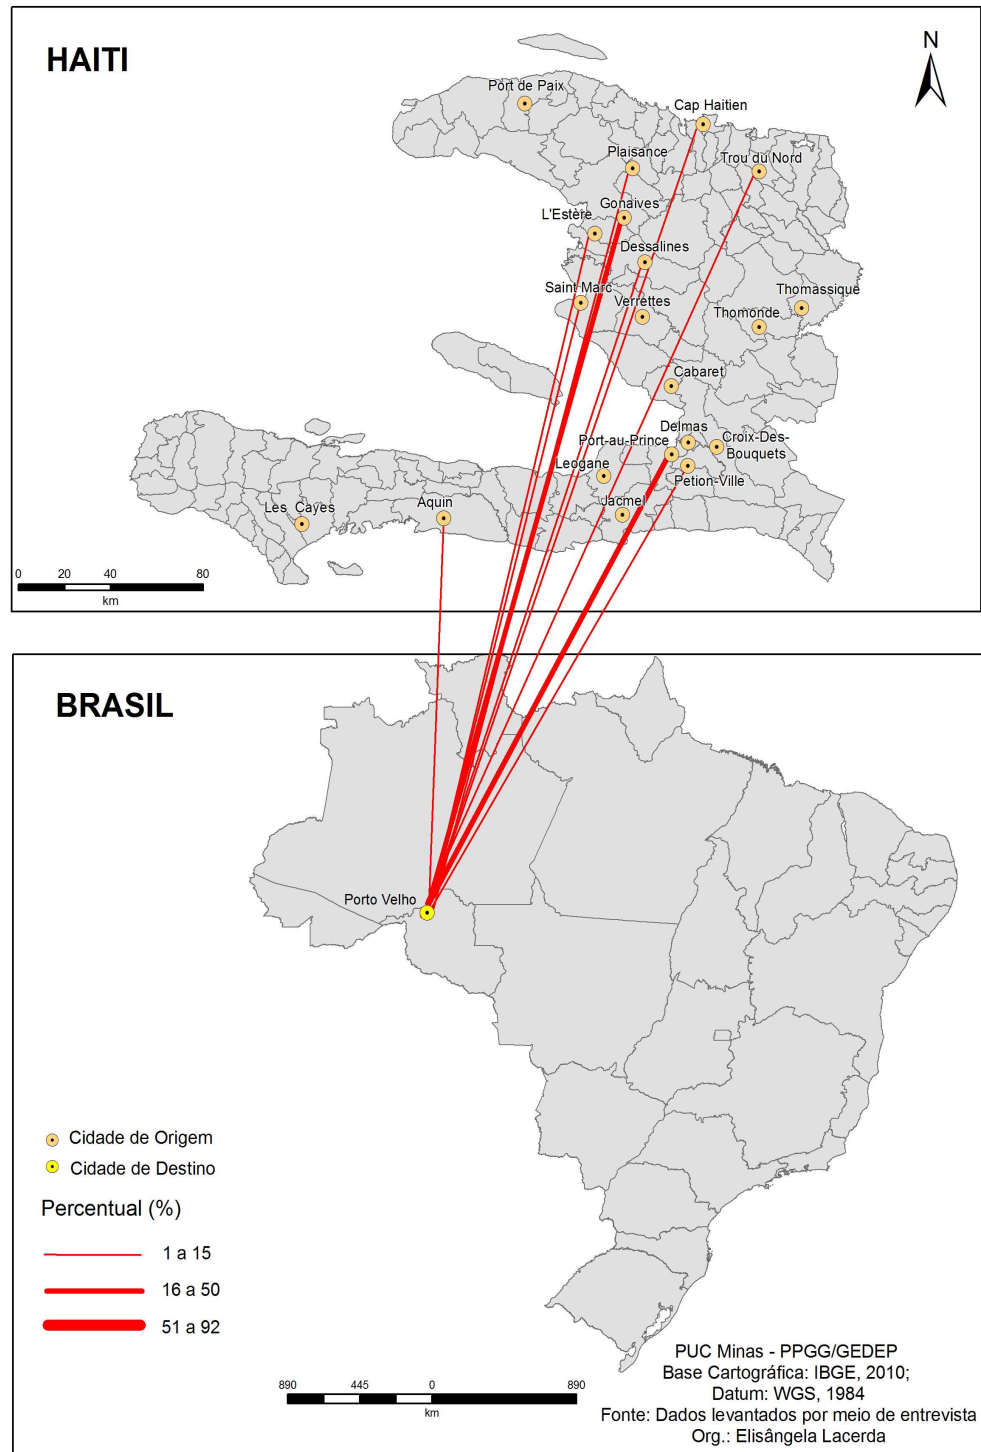 HAITI
N
Port de Paix
Cap Haitien
Plaisance
Trou du Nord
Gonaives
L'Estère
Dessalines
Saint Marc
Verrettes
Thomassique
Thomonde
Cabaret
Delmas
Port-au-Prince
Croix-Des-
Bouquets
Leogane
Petion-Ville
Jacmel
Les Cayes
Aquin
0 20 40 80
km
BRASIL
Porto Velho
Cidade de Origem
Cidade de Destino
Percentual (%)
1 a 15
16 a 50
51 a 92
890 445 0 890
km
PUC Minas - PPGG/GEDEP
Base Cartográfica: IBGE, 2010;
Datum: WGS, 1984
Fonte: Dados levantados por meio de entrevista
Org.: Elisângela Lacerda